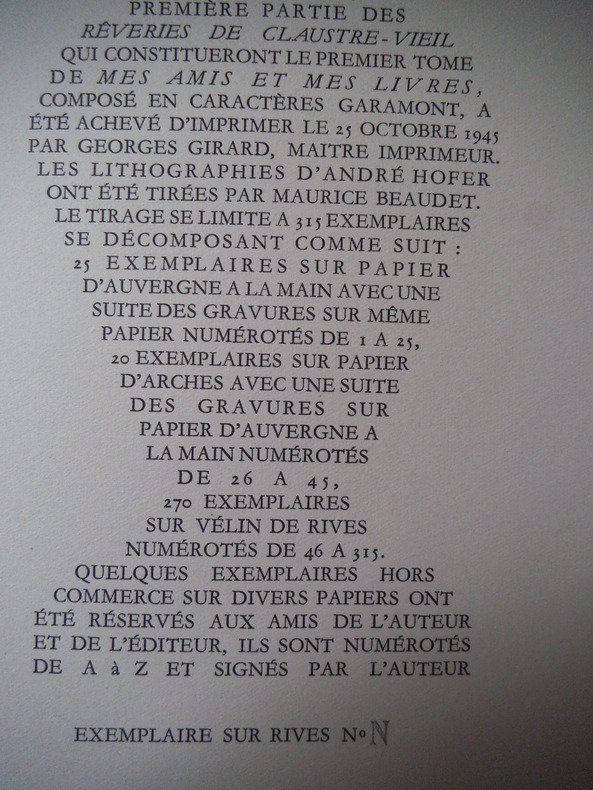 PREMIÈRE PARTIE DES
RÊVERIES DE CLAUSTRE-VIEIL
QUI CONSTITUERONT LE PREMIER TOME
DE MES AMIS ET MES LIVRES,
COMPOSÉ EN CARACTÈRES GARAMONT, A
ÉTÉ ACHEVÉ D'IMPRIMER LE 25 OCTOBRE 1945
PAR GEORGES GIRARD, MAITRE IMPRIMEUR.
LES LITHOGRAPHIES D'ANDRÉ HOFER
ONT ÉTÉ TIRÉES PAR MAURICE BEAUDET.
LE TIRAGE SE LIMITE A 315 EXEMPLAIRES
SE DÉCOMPOSANT COMME SUIT :
25 EXEMPLAIRES SUR PAPIER
D'AUVERGNE A LA MAIN AVEC UNE
SUITE DES GRAVURES SUR MÊME
PAPIER NUMÉROTÉS DE 1 A 25,
20 EXEMPLAIRES SUR PAPIER
D'ARCHES AVEC UNE SUITE
DES GRAVURES SUR
PAPIER D'AUVERGNE A
LA MAIN NUMÉROTÉS
DE 26 A 45,
270 EXEMPLAIRES
SUR VÉLIN DE RIVES
NUMÉROTÉS DE 46 A 315.
QUELQUES EXEMPLAIRES HORS
COMMERCE SUR DIVERS PAPIERS ONT
ÉTÉ RÉSERVÉS AUX AMIS DE L'AUTEUR
ET DE L'ÉDITEUR, ILS SONT NUMÉROTÉS
DE A à Z ET SIGNÉS PAR L'AUTEUR
EXEMPLAIRE SUR RIVES Nº N